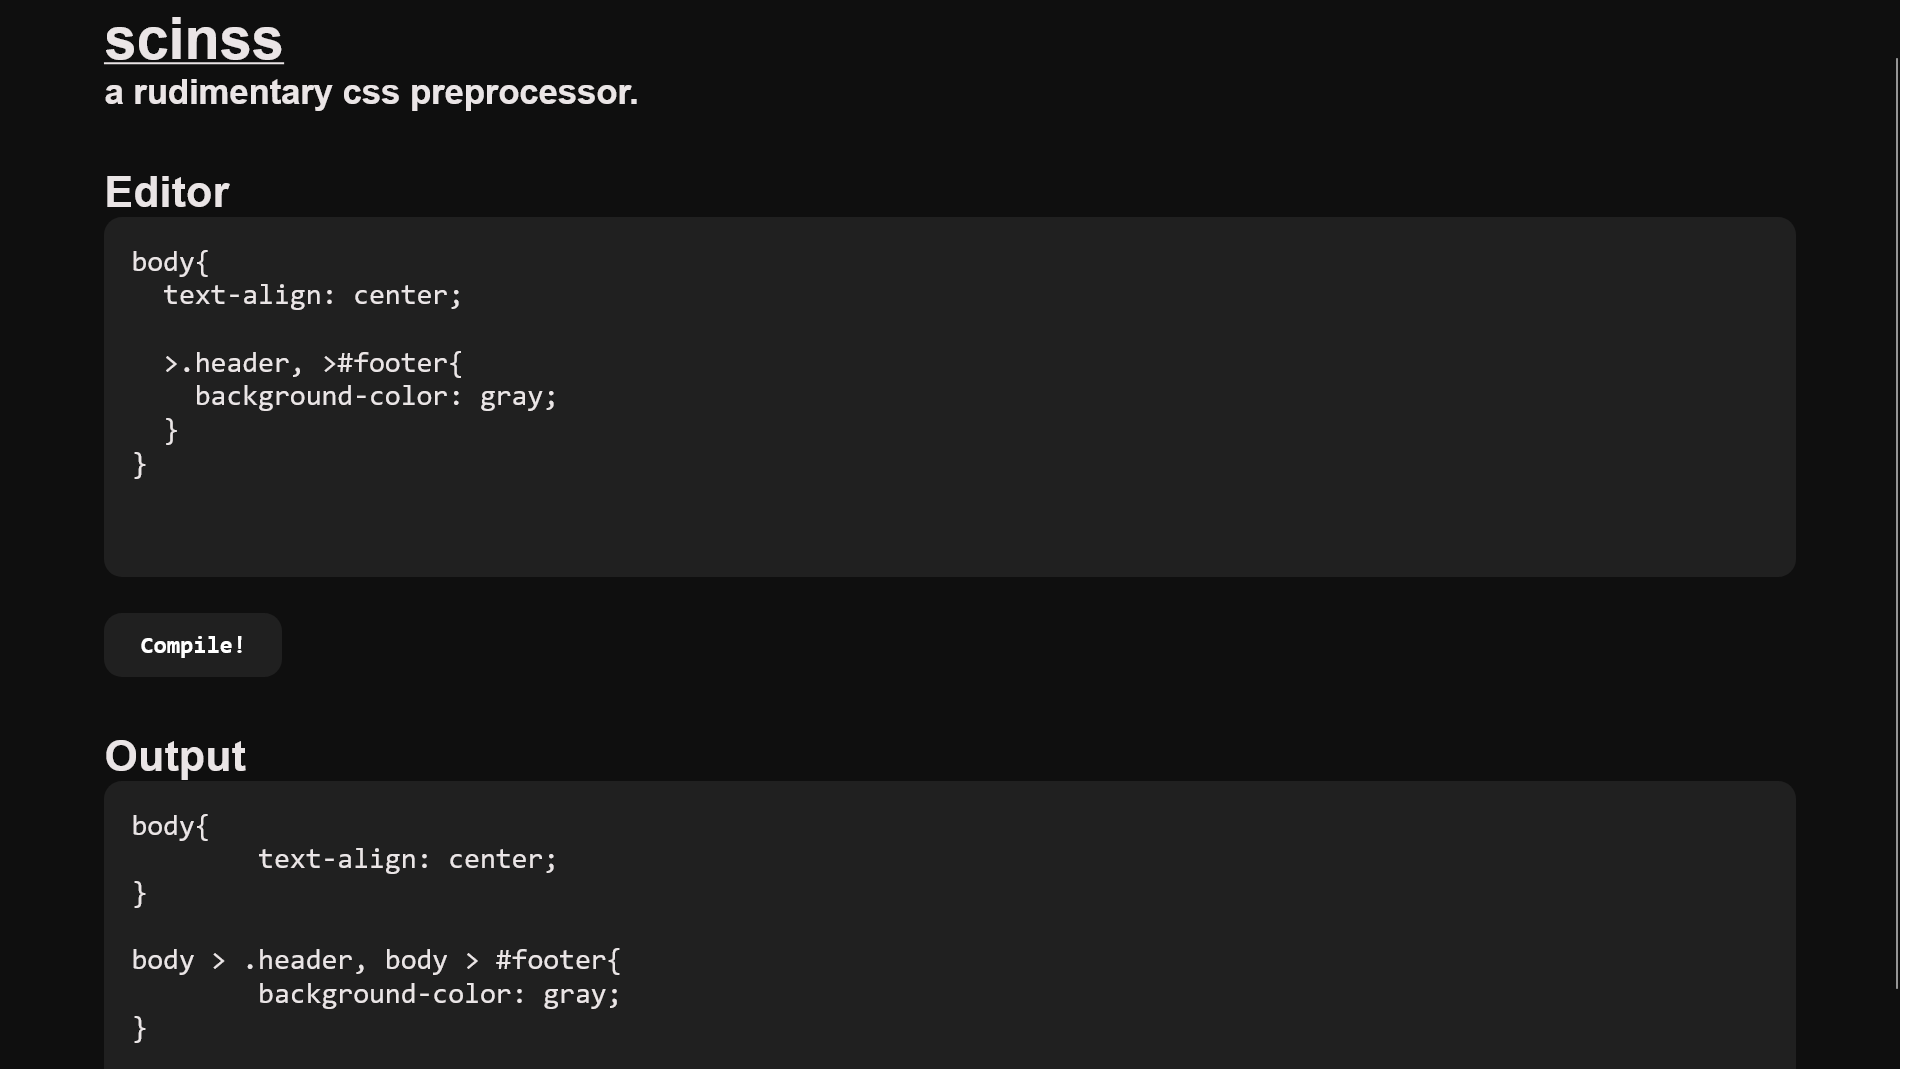 scinss
a rudimentary css preprocessor.
Editor
body{
  text-align: center;

  >.header, >#footer{
    background-color: gray;
  }
}
Compile!
Output
body{
        text-align: center;
}

body > .header, body > #footer{
        background-color: gray;
}